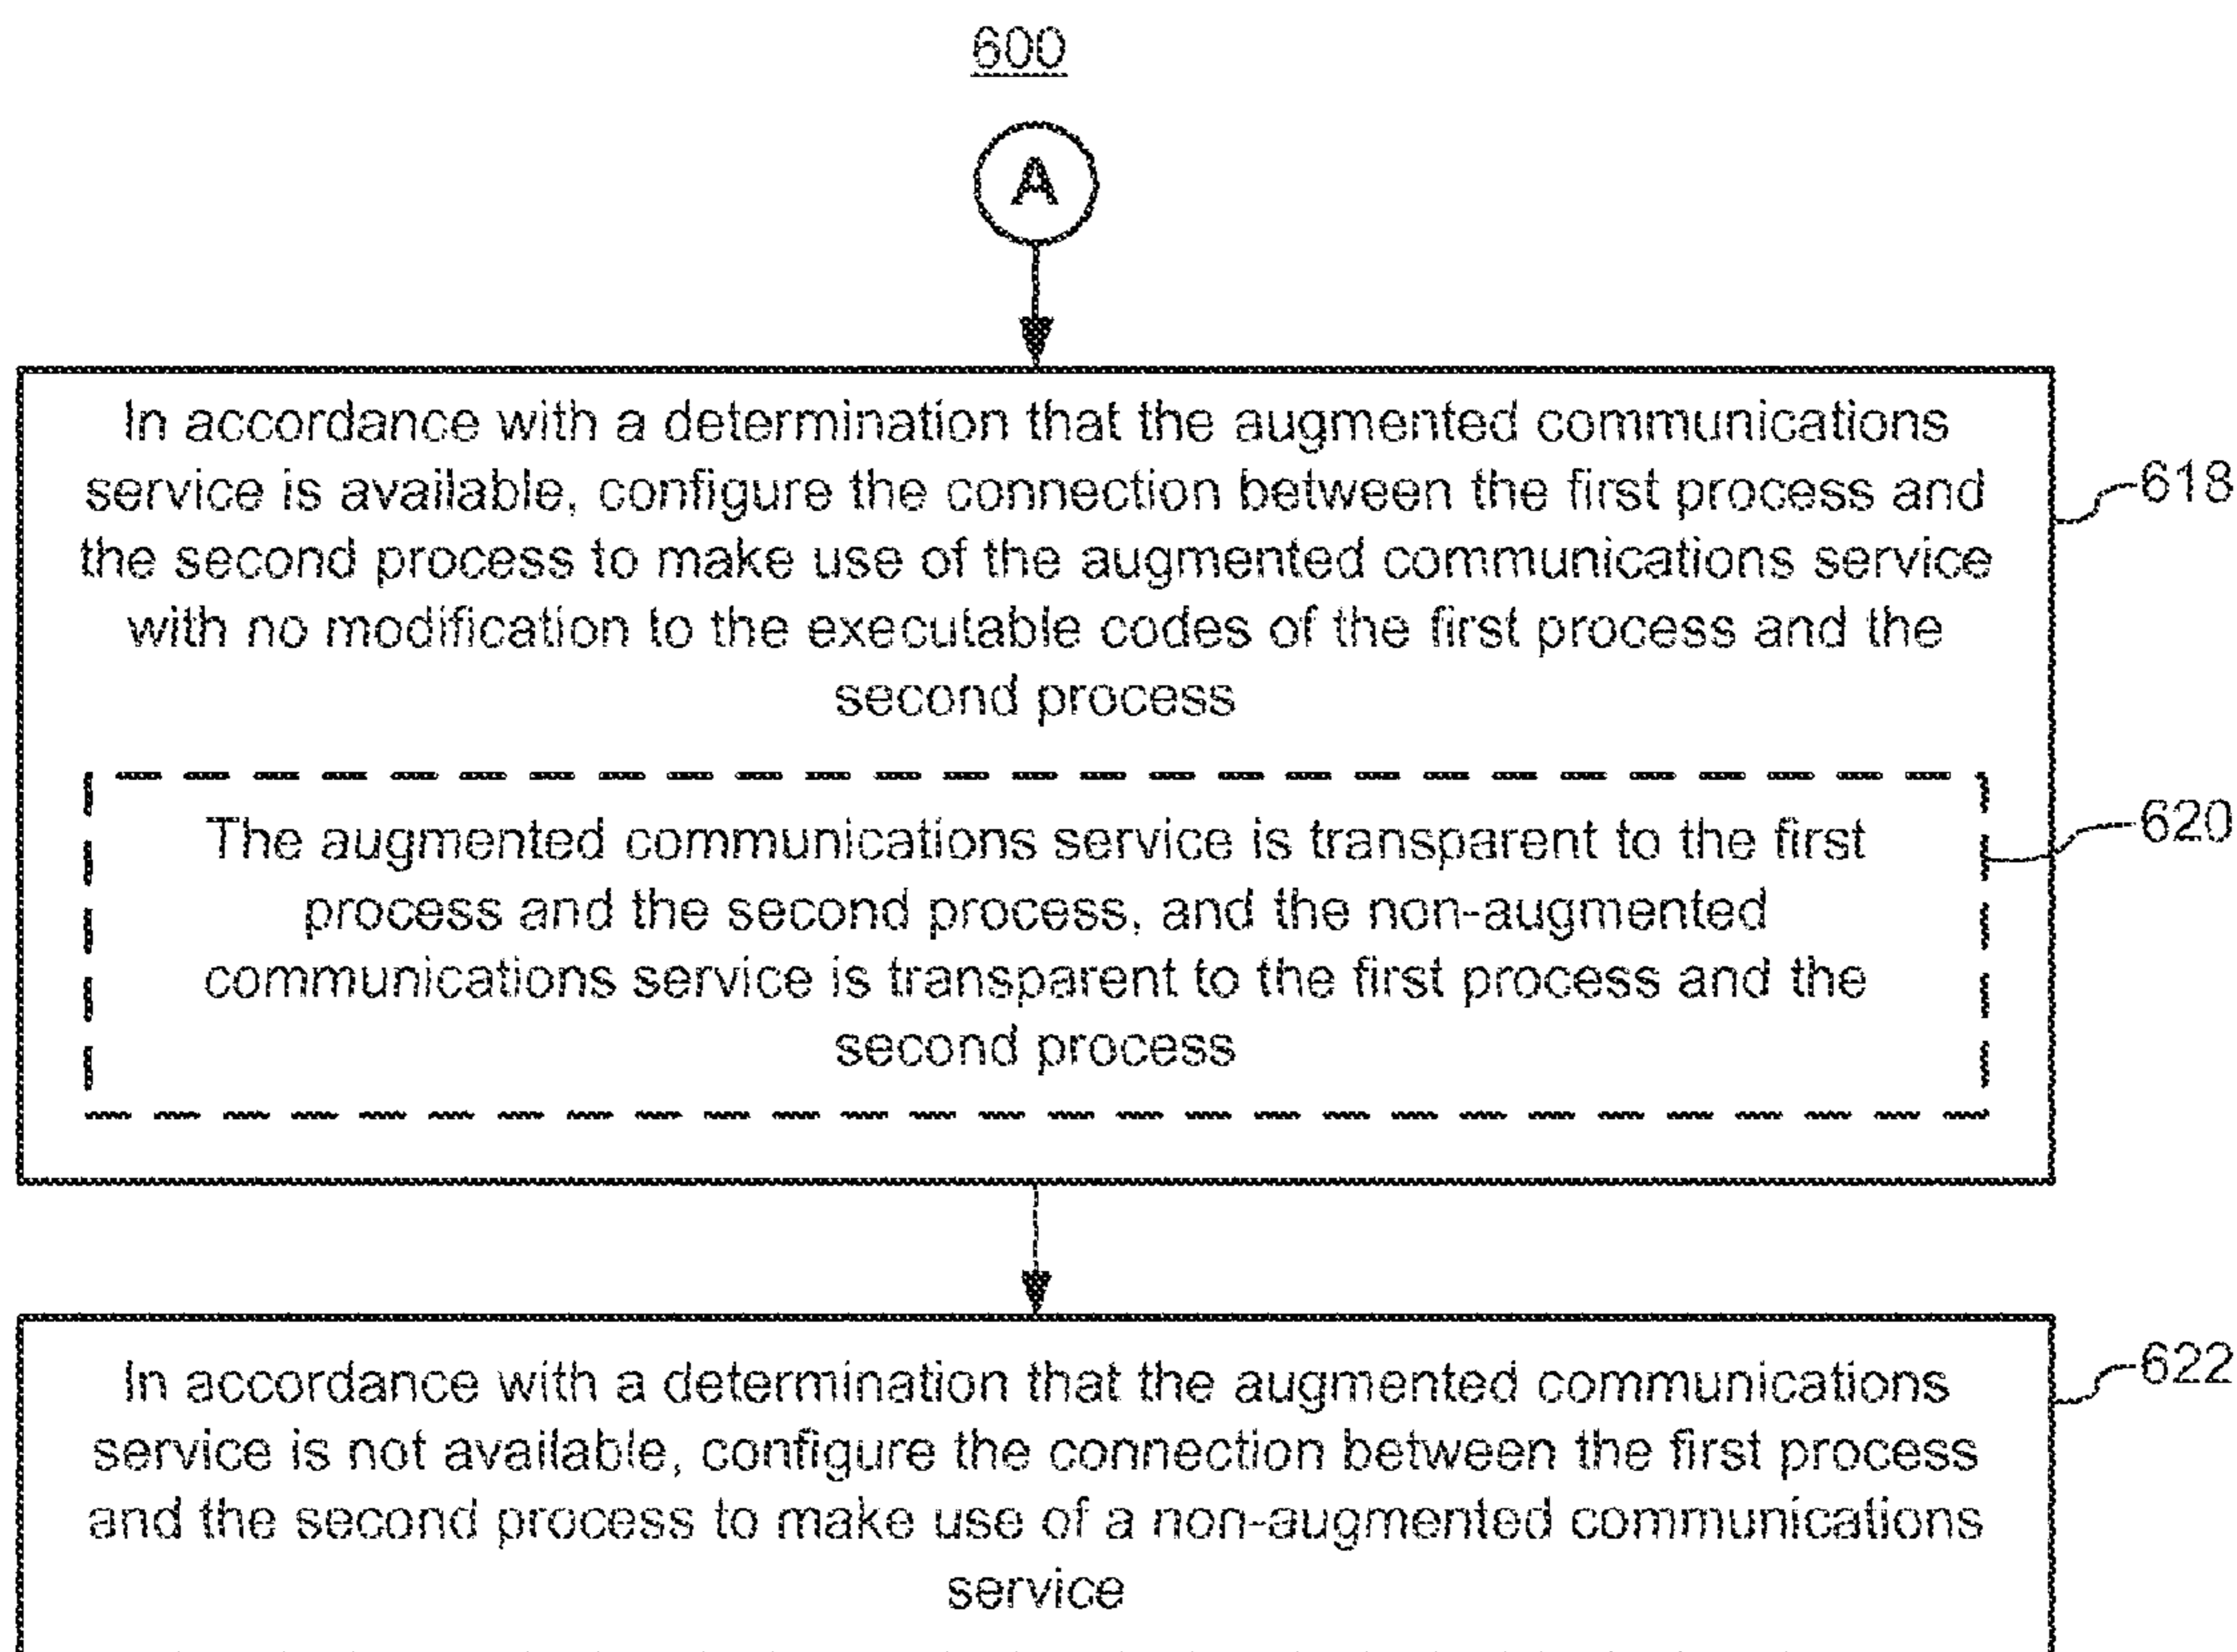 600
A
In accordance with a determination that the augmented communications
service is available, configure the connection between the first process and
the second process to make use of the augmented communications service
with no modification to the executable codes of the first process and the
second process
618
The augmented communications service is transparent to the first
process and the second process, and the non-augmented
communications service is transparent to the first process and the
second process
620
In accordance with a determination that the augmented communications
service is not available, configure the connection between the first process
and the second process to make use of a non-augmented communications
service
622